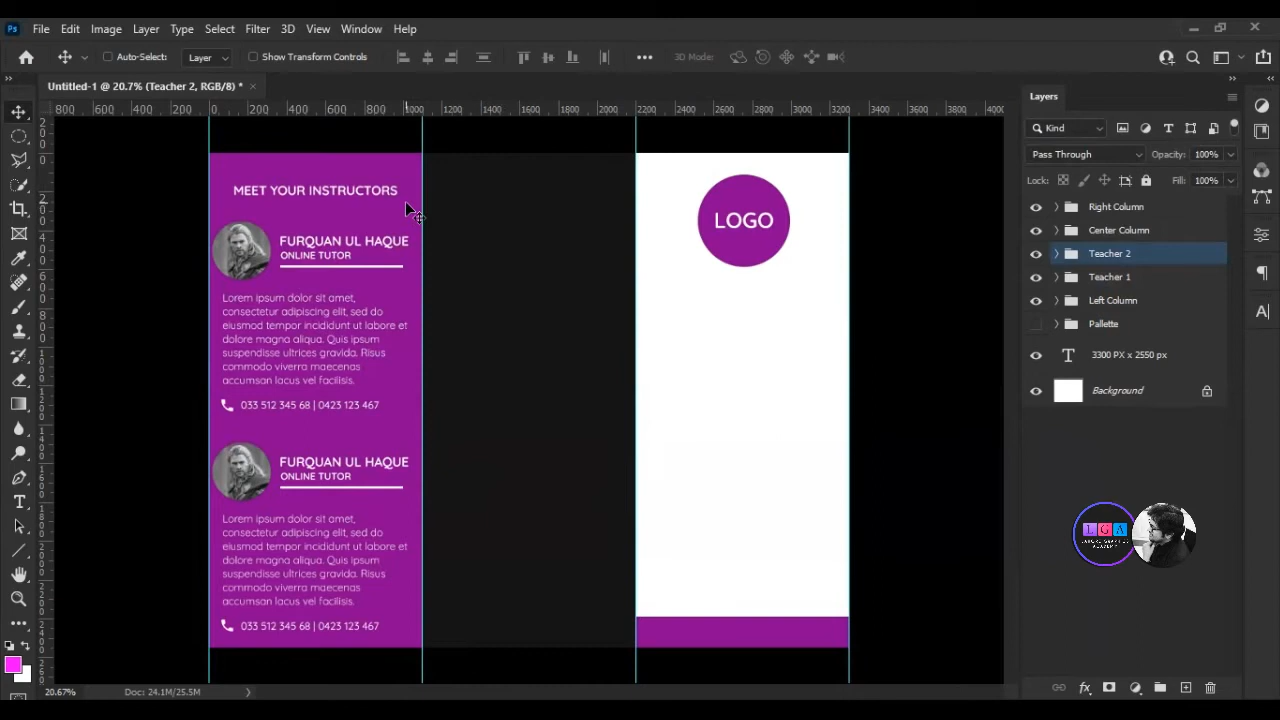 Ps File Edit Image Layer Type Select Filter 3D View Window Help
Auto-Select: Layer Show Transform Controls 3D Mode:
Untitled-1 @ 20.7% (Teacher 2, RGB/8) *
800 600 400 200 0 200 400 600 800 1000 1200 1400 1600 1800 2000 2200 2400 2600 2800 3000 3200 3400 3600 3800 4000
MEET YOUR INSTRUCTORS
FURQUAN UL HAQUE
ONLINE TUTOR
Lorem ipsum dolor sit amet,
consectetur adipiscing elit, sed do
eiusmod tempor incididunt ut labore et
dolore magna aliqua. Quis ipsum
suspendisse ultrices gravida. Risus
commodo viverra maecenas
accumsan lacus vel facilisis.
033 512 345 68 | 0423 123 467
FURQUAN UL HAQUE
ONLINE TUTOR
Lorem ipsum dolor sit amet,
consectetur adipiscing elit, sed do
eiusmod tempor incididunt ut labore et
dolore magna aliqua. Quis ipsum
suspendisse ultrices gravida. Risus
commodo viverra maecenas
accumsan lacus vel facilisis.
033 512 345 68 | 0423 123 467
LOGO
Layers
Kind
Pass Through Opacity: 100%
Lock: Fill: 100%
Right Column
Center Column
Teacher 2
Teacher 1
Left Column
Pallette
3300 PX x 2550 px
Background
LGA
20.67% Doc: 24.1M/25.5M